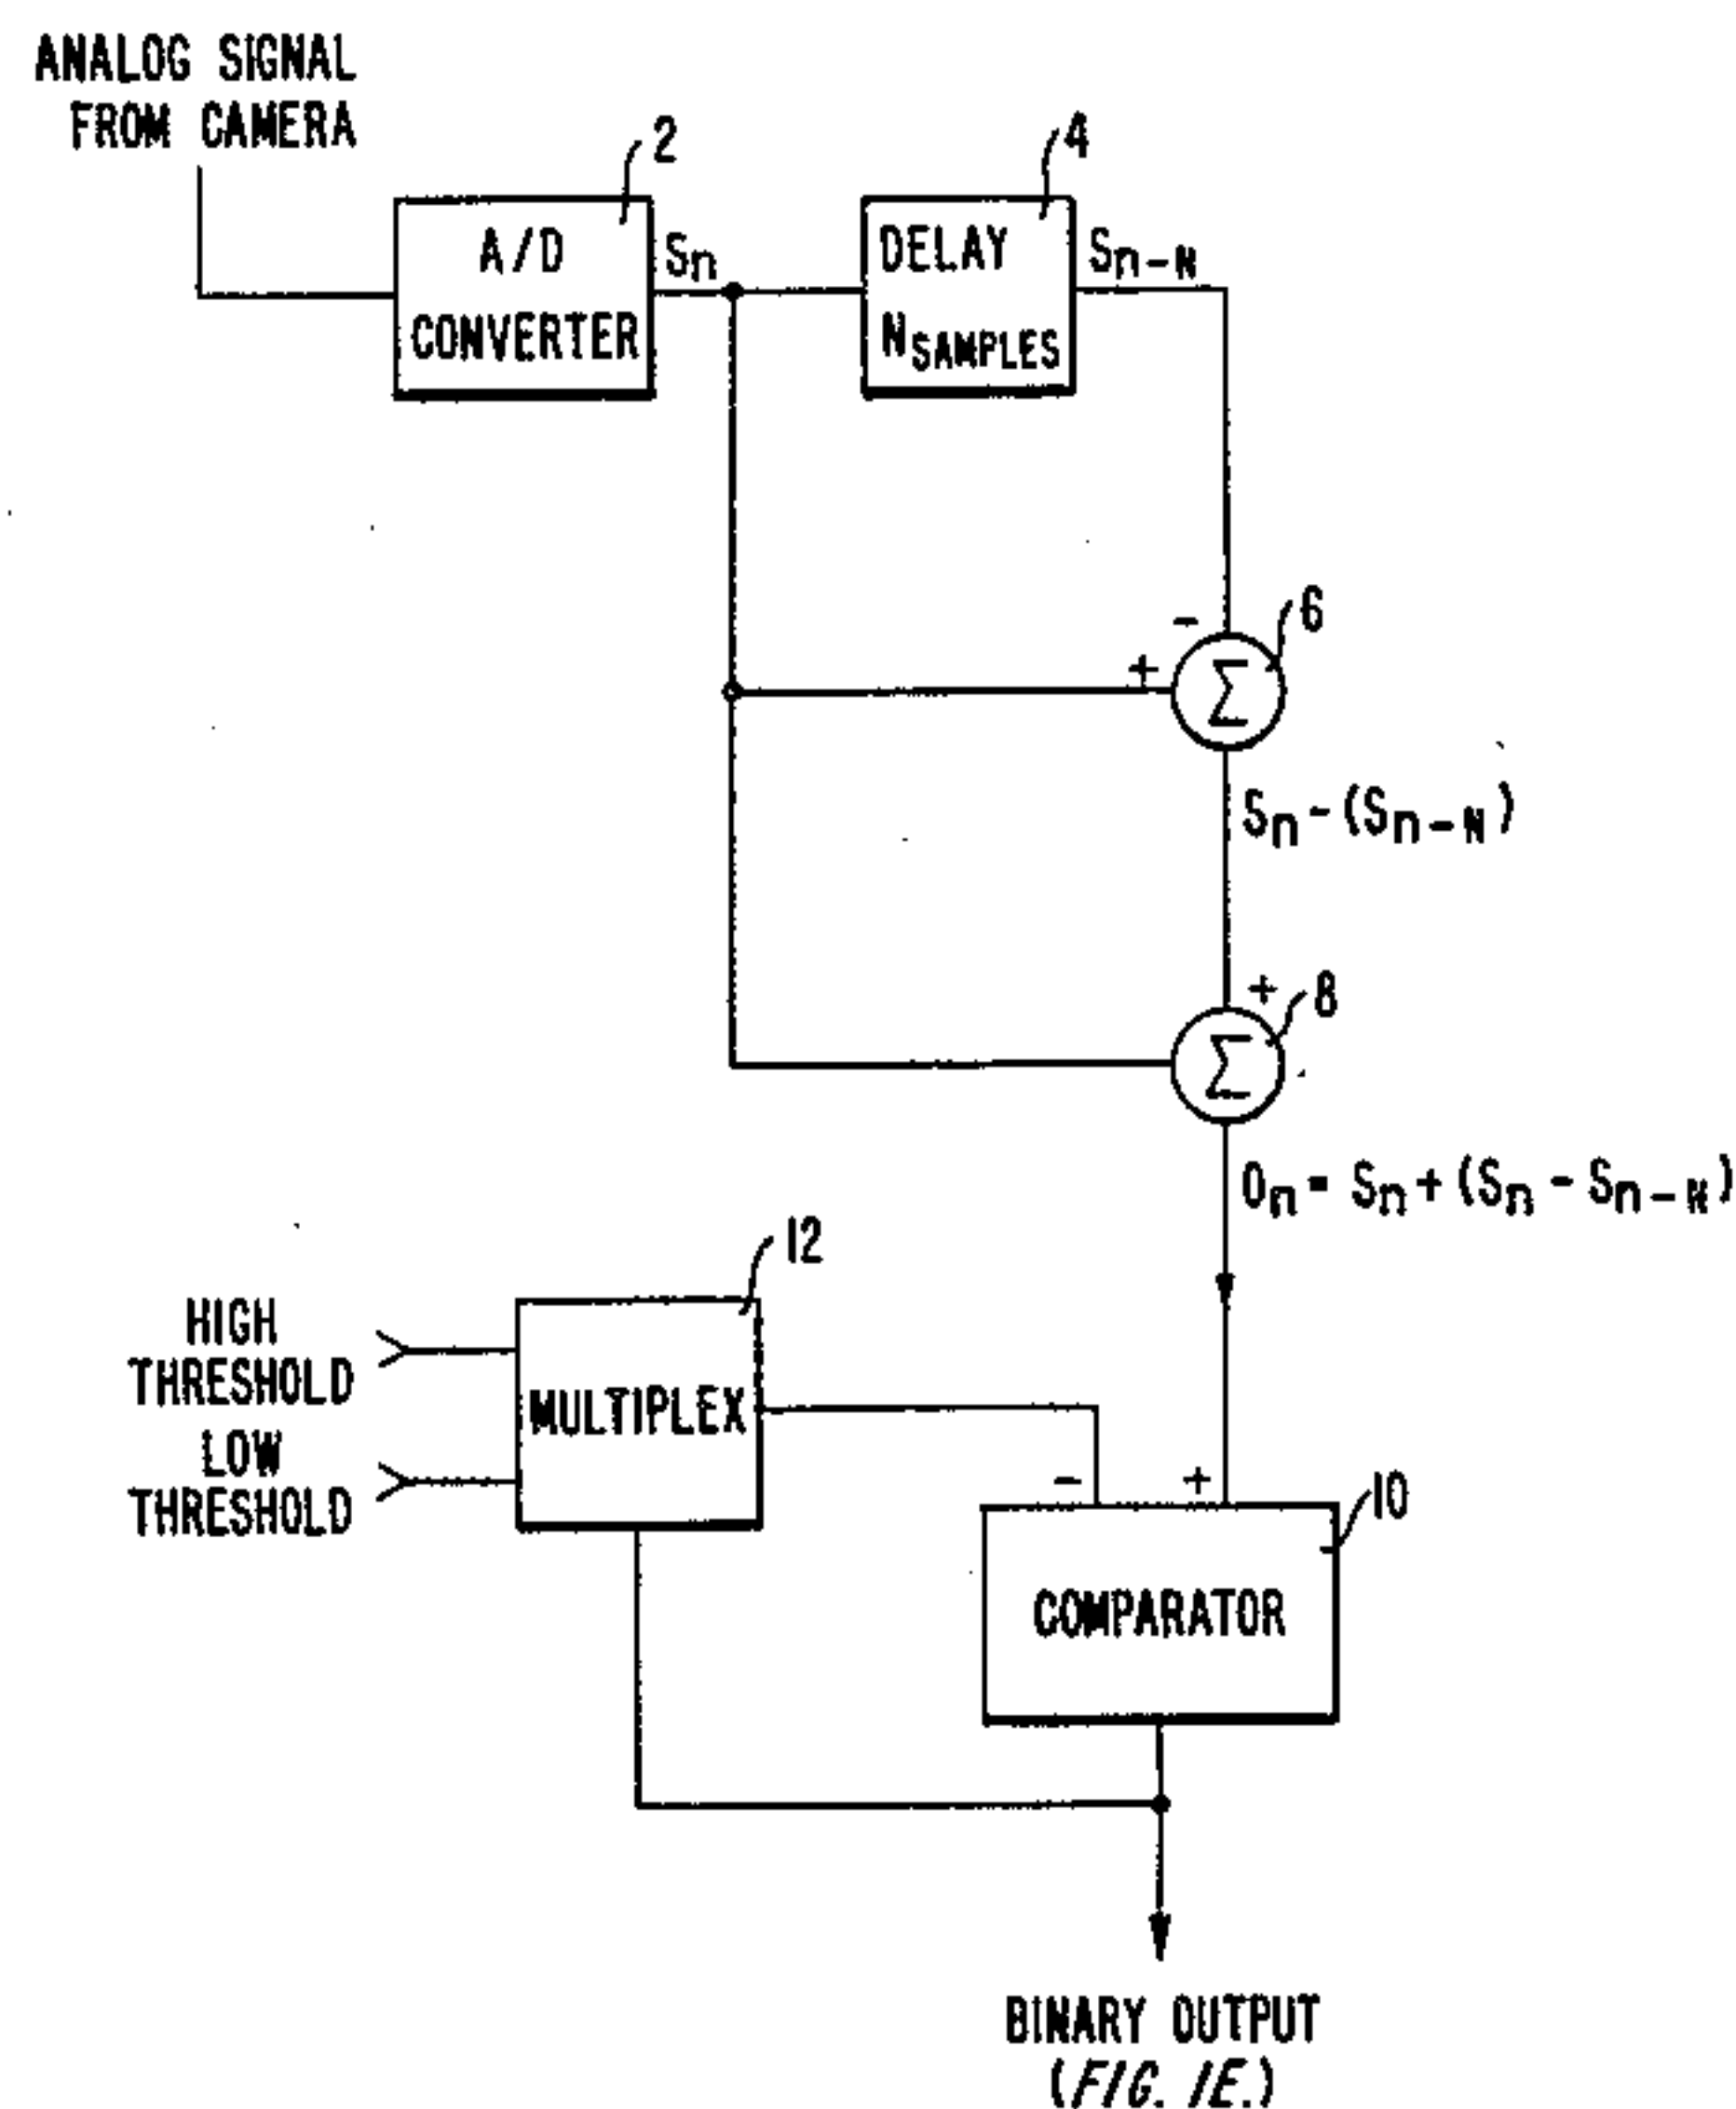 ANALOG SIGNAL
FROM CAMERA
2
4
A/D
CONVERTER
Sn
DELAY
NSAMPLES
Sn-N
-
+
6
Σ
Sn-(Sn-N)
+
8
Σ
On = Sn + (Sn - Sn-N)
12
HIGH
THRESHOLD
LOW
THRESHOLD
MULTIPLEX
-
+
10
COMPARATOR
BINARY OUTPUT
(FIG. 1E.)